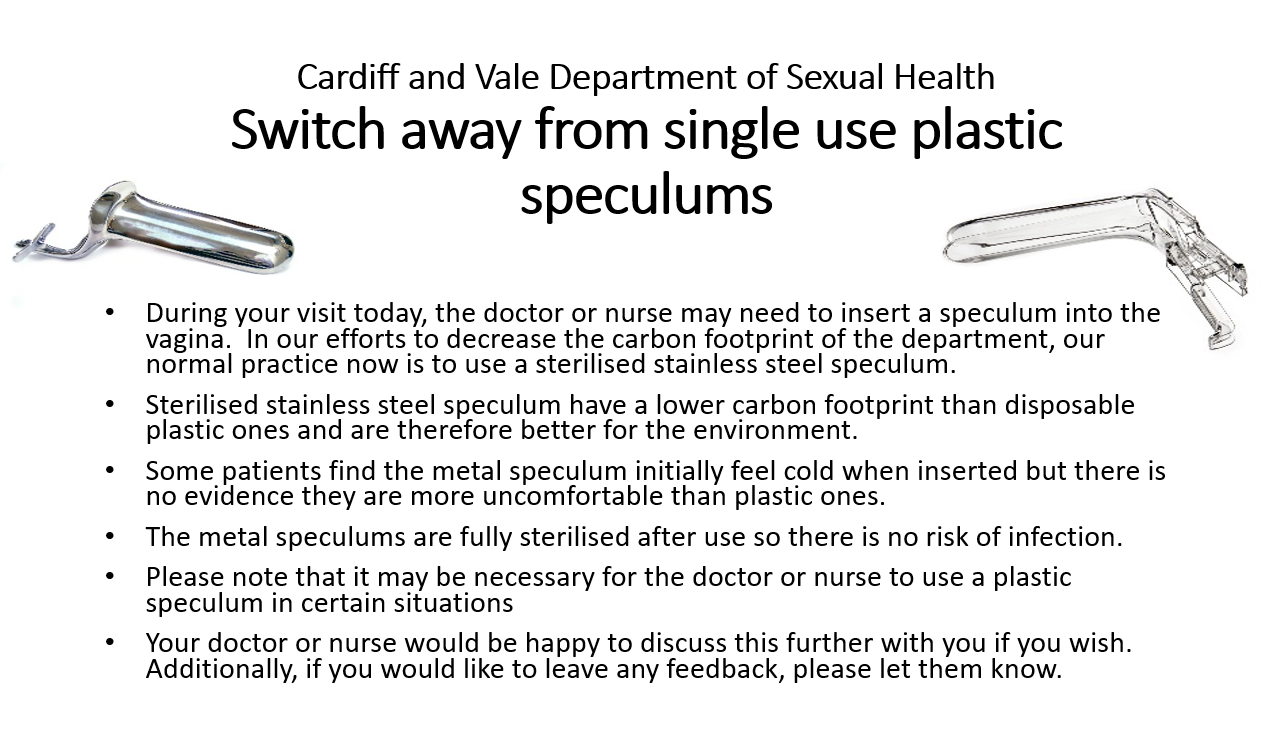 Cardiff and Vale Department of Sexual Health
Switch away from single use plastic
speculums
• During your visit today, the doctor or nurse may need to insert a speculum into the
vagina.  In our efforts to decrease the carbon footprint of the department, our
normal practice now is to use a sterilised stainless steel speculum.
• Sterilised stainless steel speculum have a lower carbon footprint than disposable
plastic ones and are therefore better for the environment.
• Some patients find the metal speculum initially feel cold when inserted but there is
no evidence they are more uncomfortable than plastic ones.
• The metal speculums are fully sterilised after use so there is no risk of infection.
• Please note that it may be necessary for the doctor or nurse to use a plastic
speculum in certain situations
• Your doctor or nurse would be happy to discuss this further with you if you wish.
Additionally, if you would like to leave any feedback, please let them know.